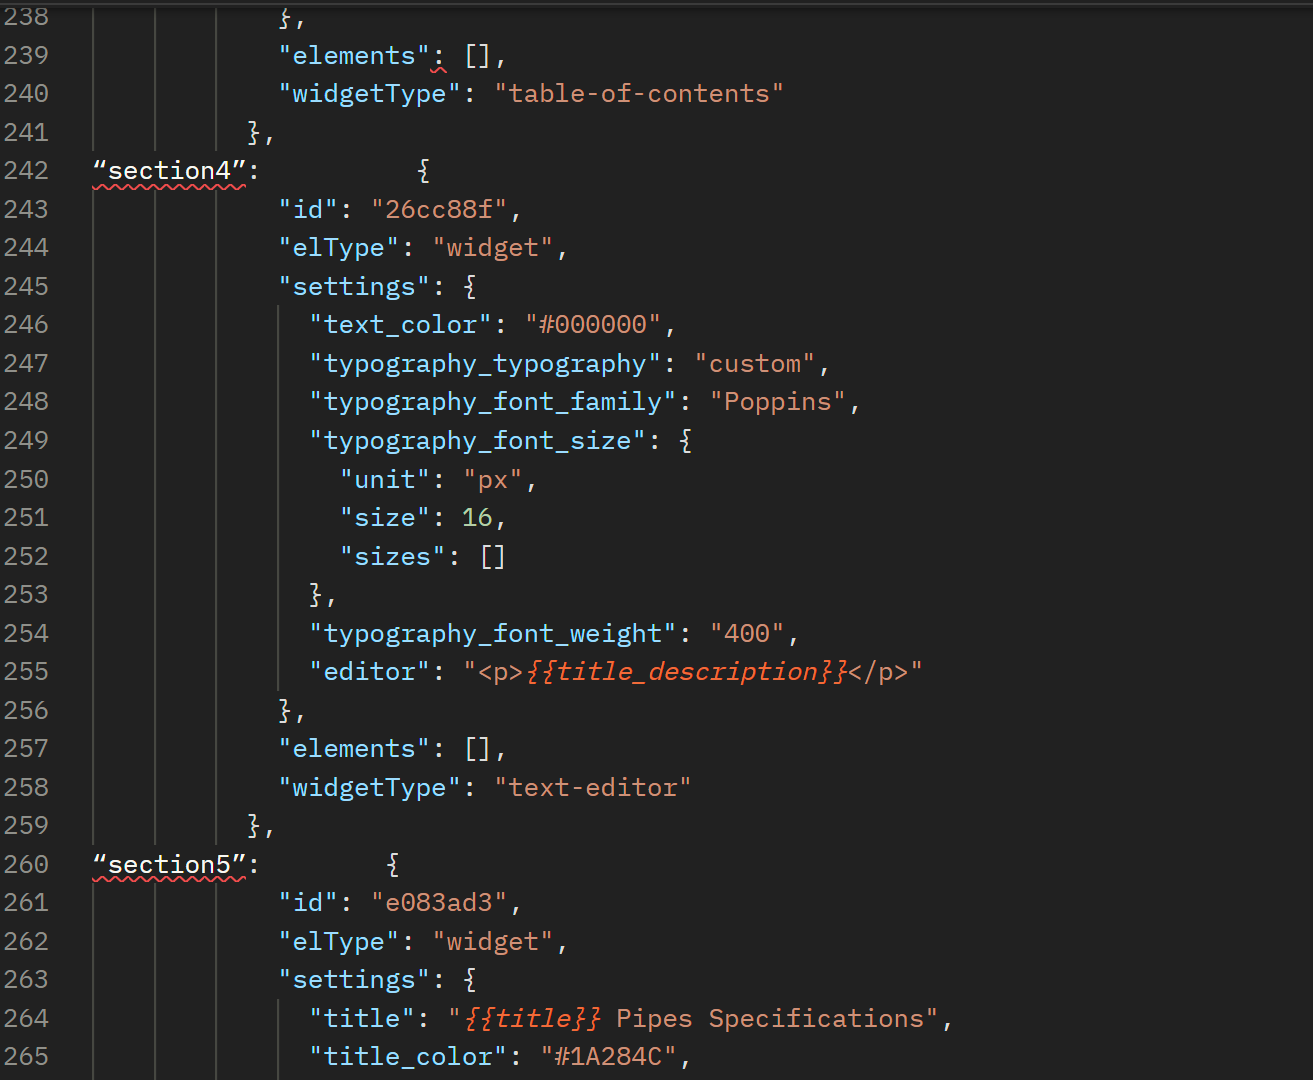 238 },
239 "elements": [],
240 "widgetType": "table-of-contents"
241 },
242 “section4”: {
243 "id": "26cc88f",
244 "elType": "widget",
245 "settings": {
246 "text_color": "#000000",
247 "typography_typography": "custom",
248 "typography_font_family": "Poppins",
249 "typography_font_size": {
250 "unit": "px",
251 "size": 16,
252 "sizes": []
253 },
254 "typography_font_weight": "400",
255 "editor": "<p>{{title_description}}</p>"
256 },
257 "elements": [],
258 "widgetType": "text-editor"
259 },
260 “section5”: {
261 "id": "e083ad3",
262 "elType": "widget",
263 "settings": {
264 "title": "{{title}} Pipes Specifications",
265 "title_color": "#1A284C",